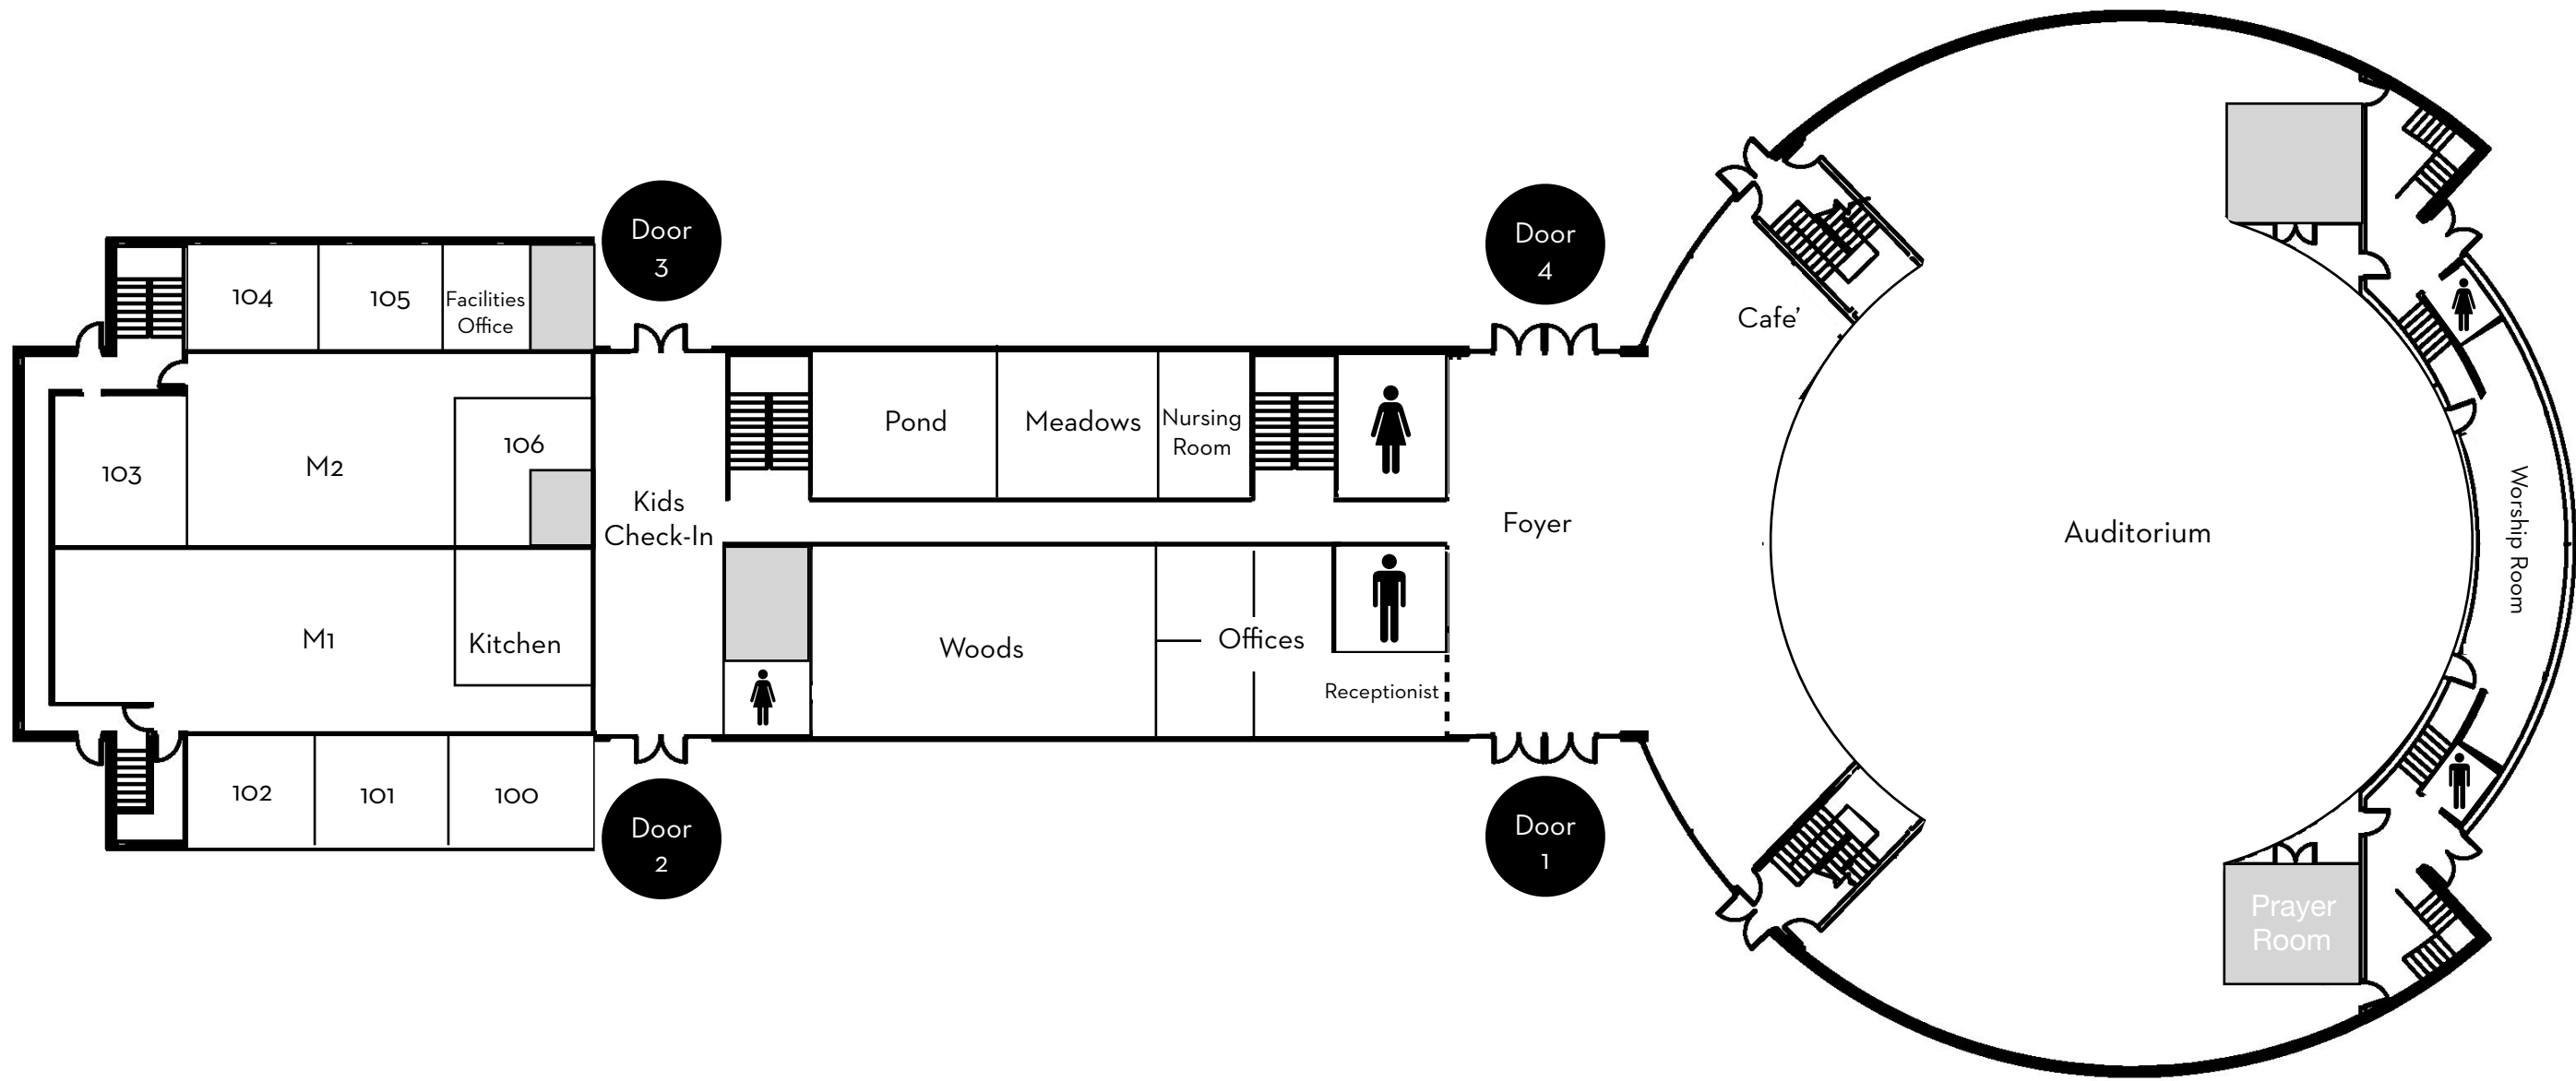 Door
3
Door
4
104
105
Facilities
Office
Cafe’
Pond
Meadows
Nursing
Room
106
103
M2
Kids
Check-In
Foyer
Auditorium
Worship Room
M1
Kitchen
Woods
Offices
Receptionist
102
101
100
Door
2
Door
1
Prayer
Room